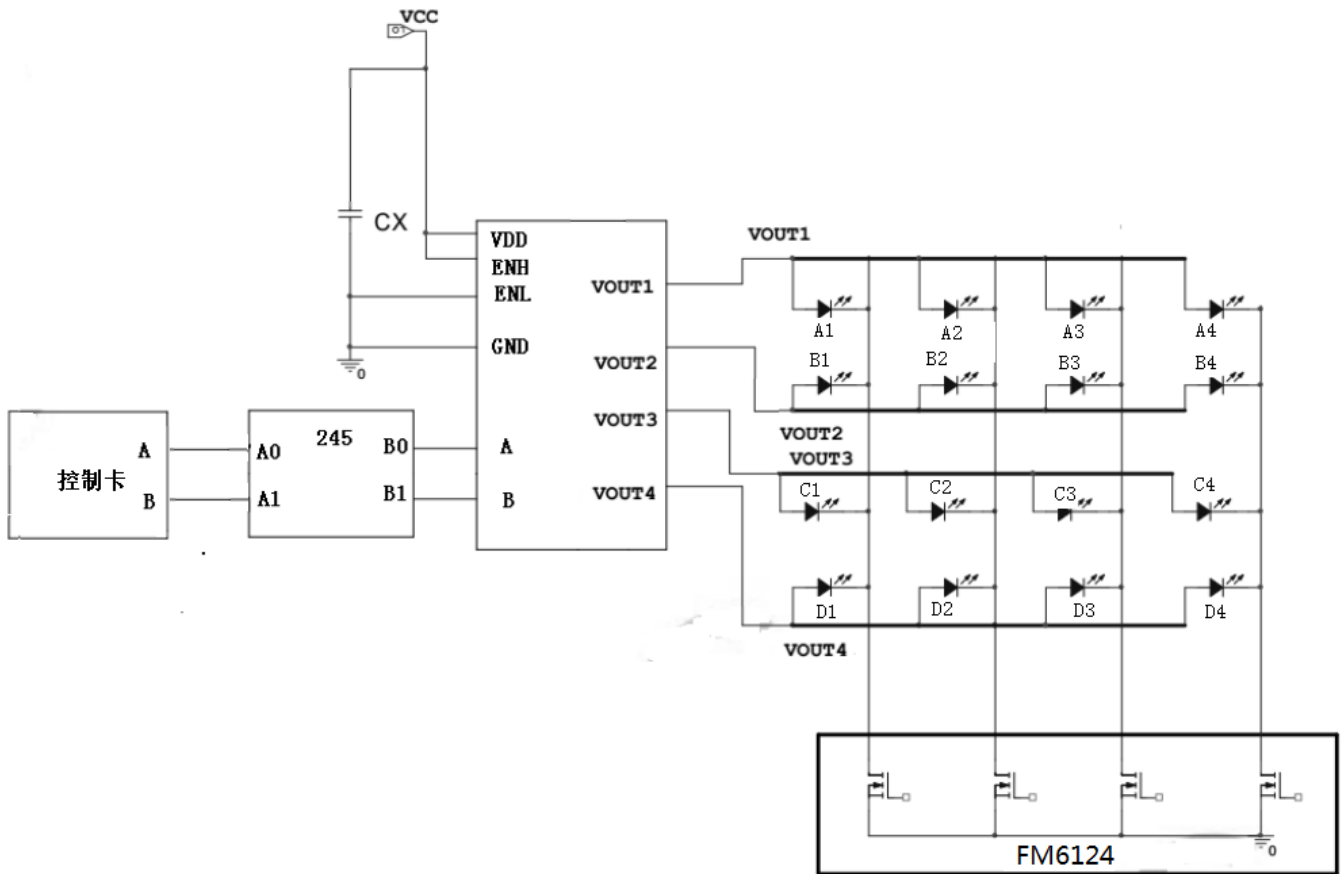 VCC
CX
VDD
ENH
ENL
GND
A
B
VOUT1
VOUT2
VOUT3
VOUT4
0
控制卡
A
B
245
A0
A1
B0
B1
VOUT1
A1
A2
A3
A4
B1
B2
B3
B4
VOUT2
VOUT3
C1
C2
C3
C4
D1
D2
D3
D4
VOUT4
0
FM6124